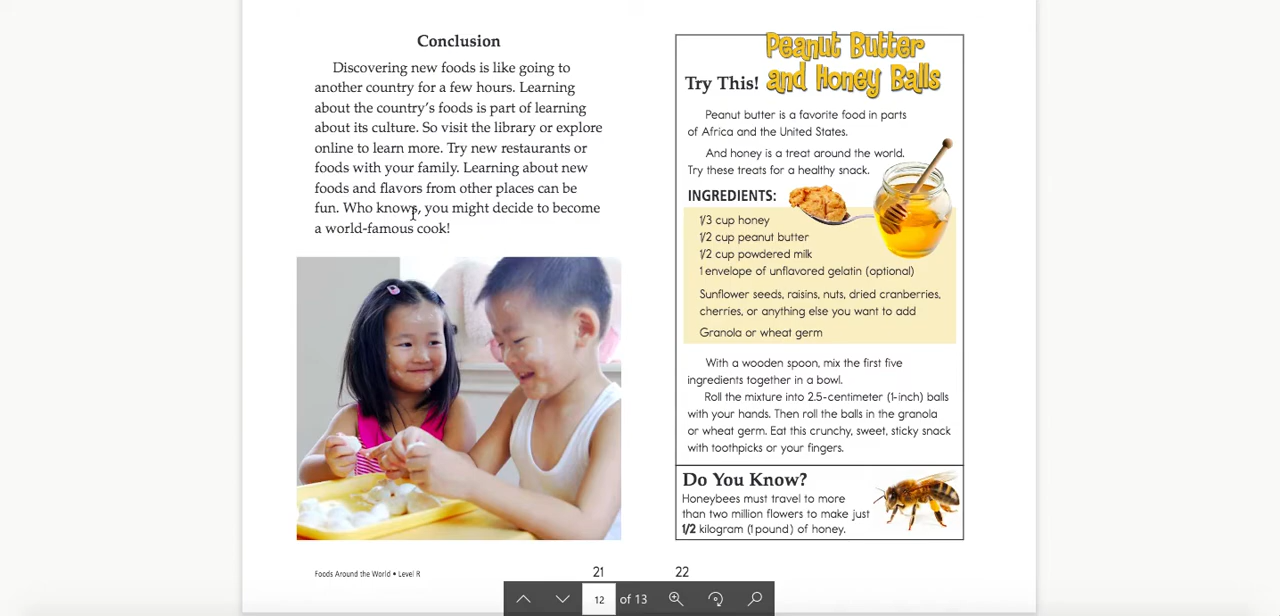 Conclusion
Discovering new foods is like going to
another country for a few hours. Learning
about the country's foods is part of learning
about its culture. So visit the library or explore
online to learn more. Try new restaurants or
foods with your family. Learning about new
foods and flavors from other places can be
fun. Who knows, you might decide to become
a world-famous cook!
Foods Around the World • Level R
21
Peanut Butter
and Honey Balls
Try This!
Peanut butter is a favorite food in parts
of Africa and the United States.
And honey is a treat around the world.
Try these treats for a healthy snack.
INGREDIENTS:
1/3 cup honey
1/2 cup peanut butter
1/2 cup powdered milk
1 envelope of unflavored gelatin (optional)
Sunflower seeds, raisins, nuts, dried cranberries,
cherries, or anything else you want to add
Granola or wheat germ
With a wooden spoon, mix the first five
ingredients together in a bowl.
Roll the mixture into 2.5-centimeter (1-inch) balls
with your hands. Then roll the balls in the granola
or wheat germ. Eat this crunchy, sweet, sticky snack
with toothpicks or your fingers.
Do You Know?
Honeybees must travel to more
than two million flowers to make just
1/2 kilogram (1 pound) of honey.
22
12 of 13